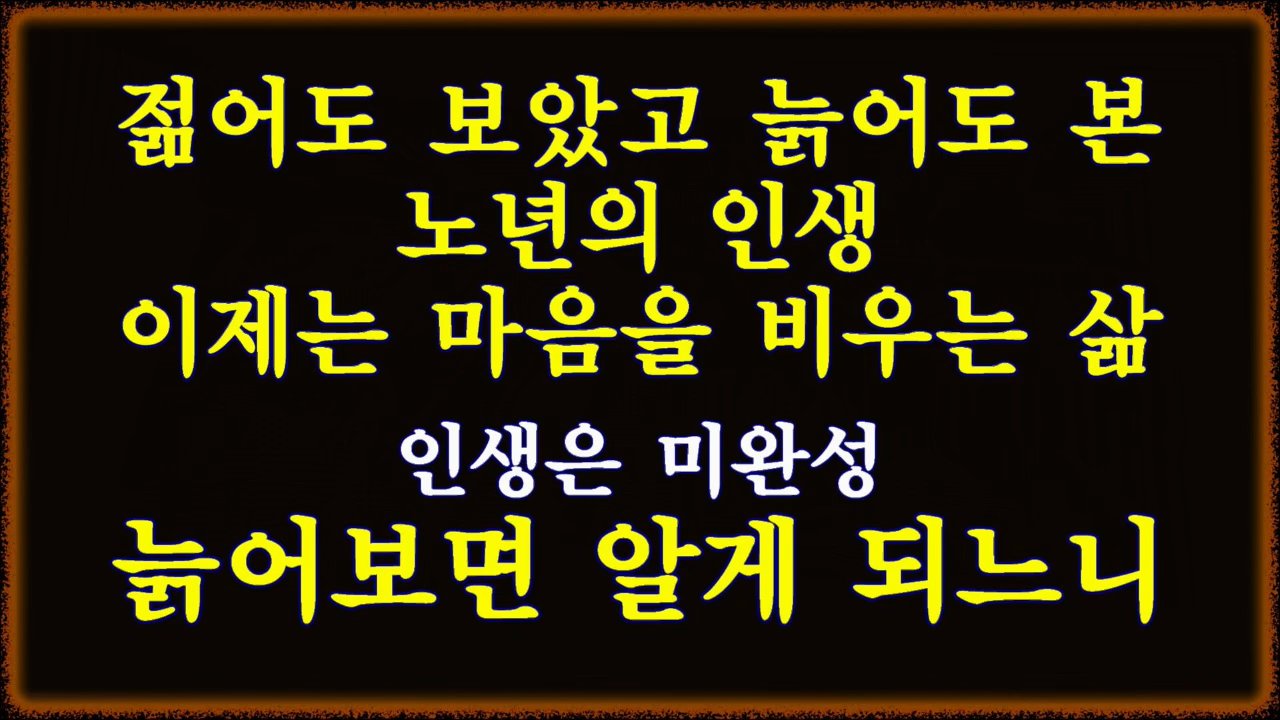 젊어도 보았고 늙어도 본
노년의 인생
이제는 마음을 비우는 삶
인생은 미완성
늙어보면 알게 되느니